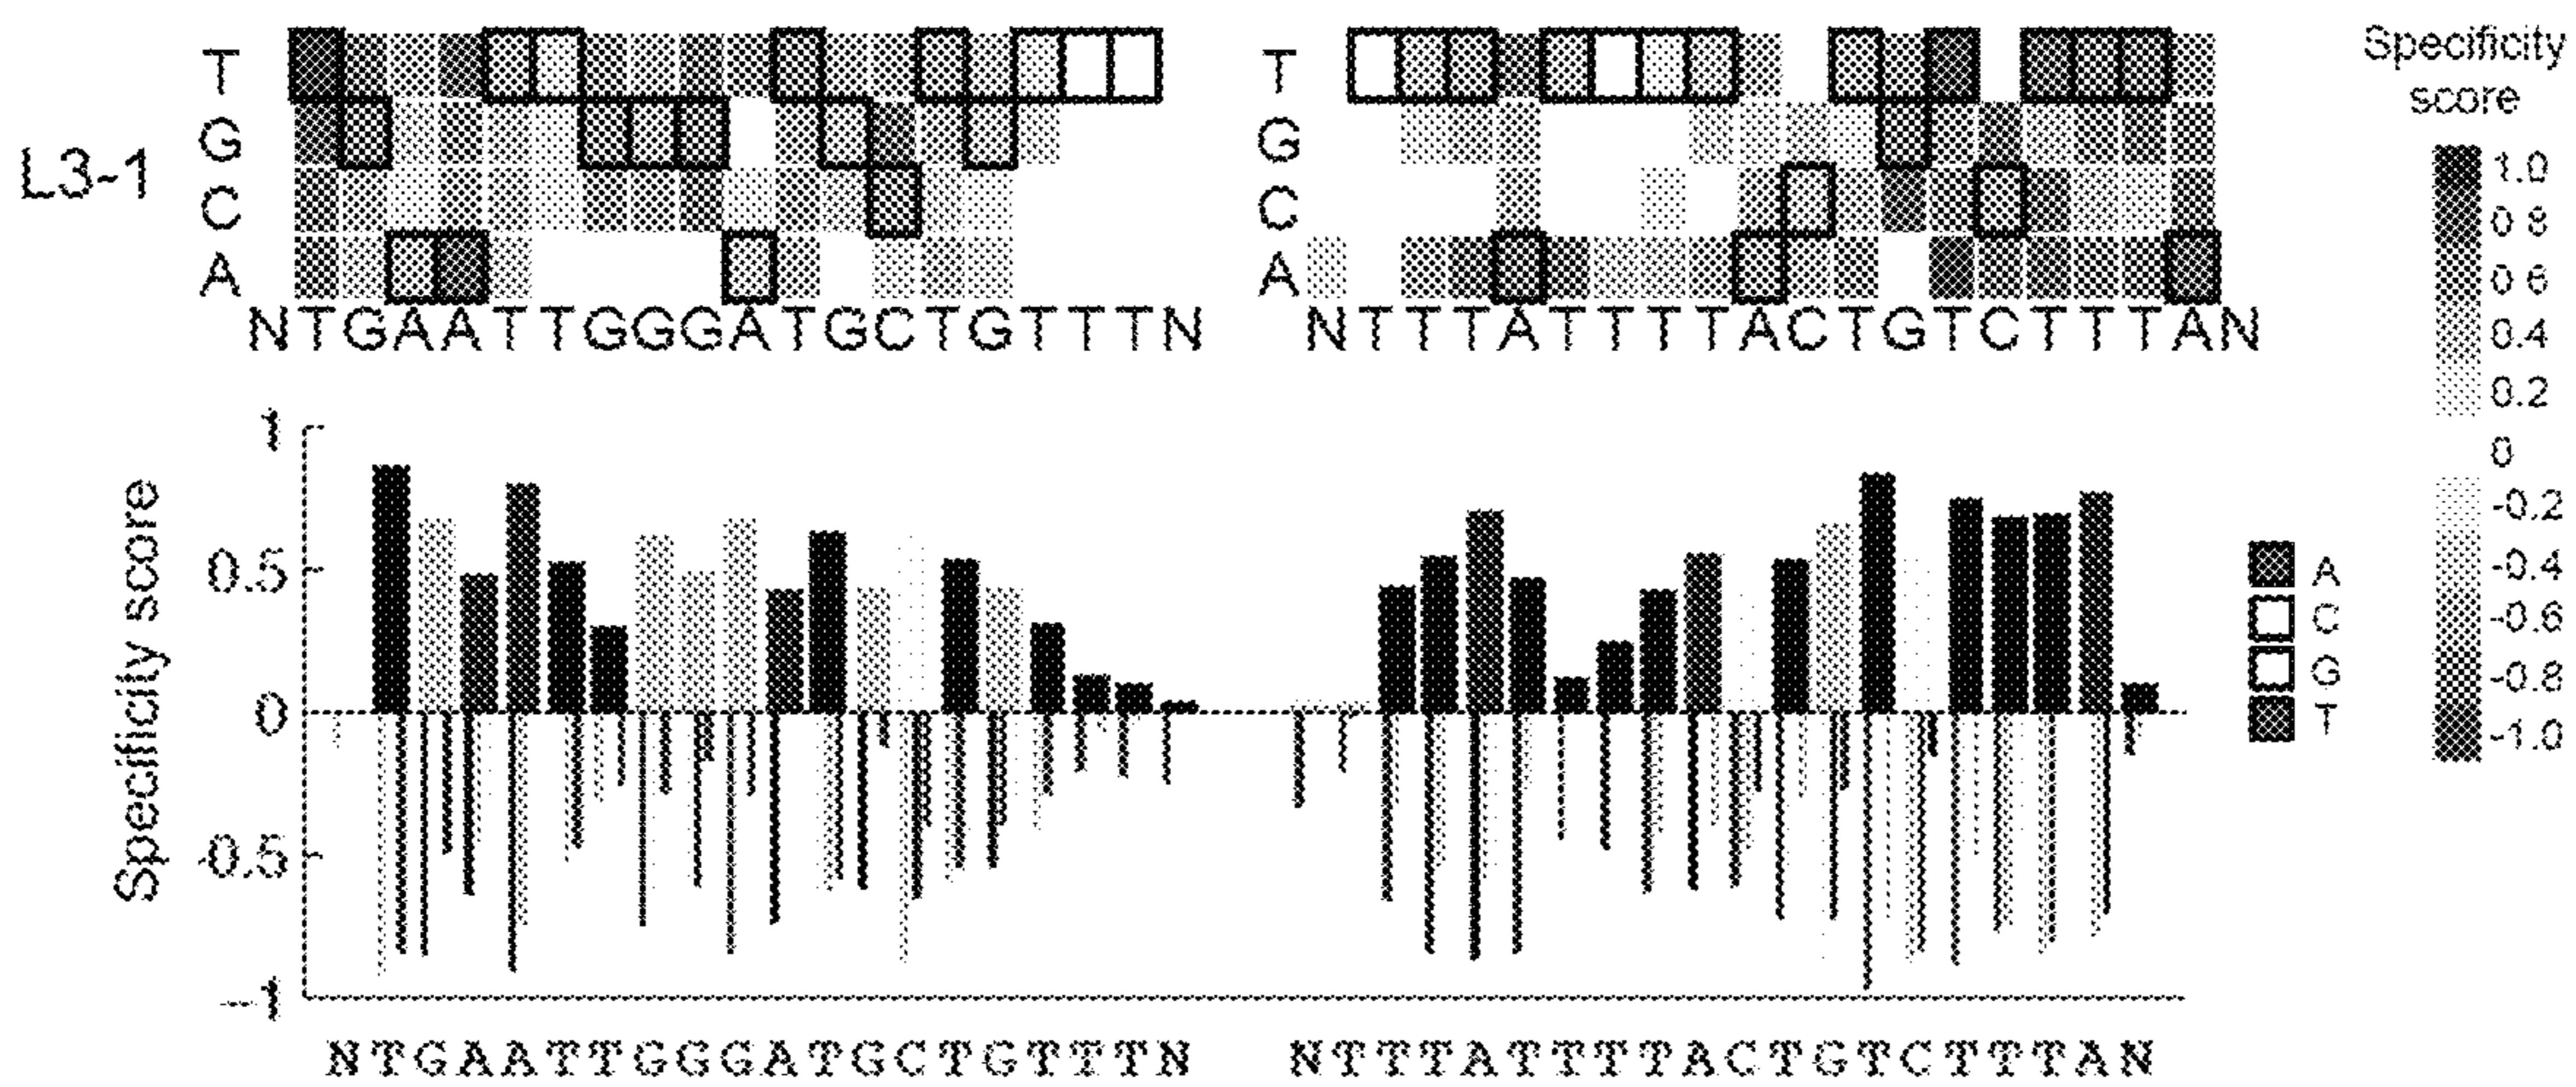 L3-1
T
G
C
A
NTGAATTGGGATGCTGTTTN
T
G
C
A
NTTTATTTTACTGTCTTTAN
Specificity
score
1.0
0.8
0.6
0.4
0.2
0
-0.2
-0.4
-0.6
-0.8
-1.0
Specificity score
1
0.5
0
-0.5
-1
A
C
G
T
NTGAATTGGGATGCTGTTTN
NTTTATTTTACTGTCTTTAN